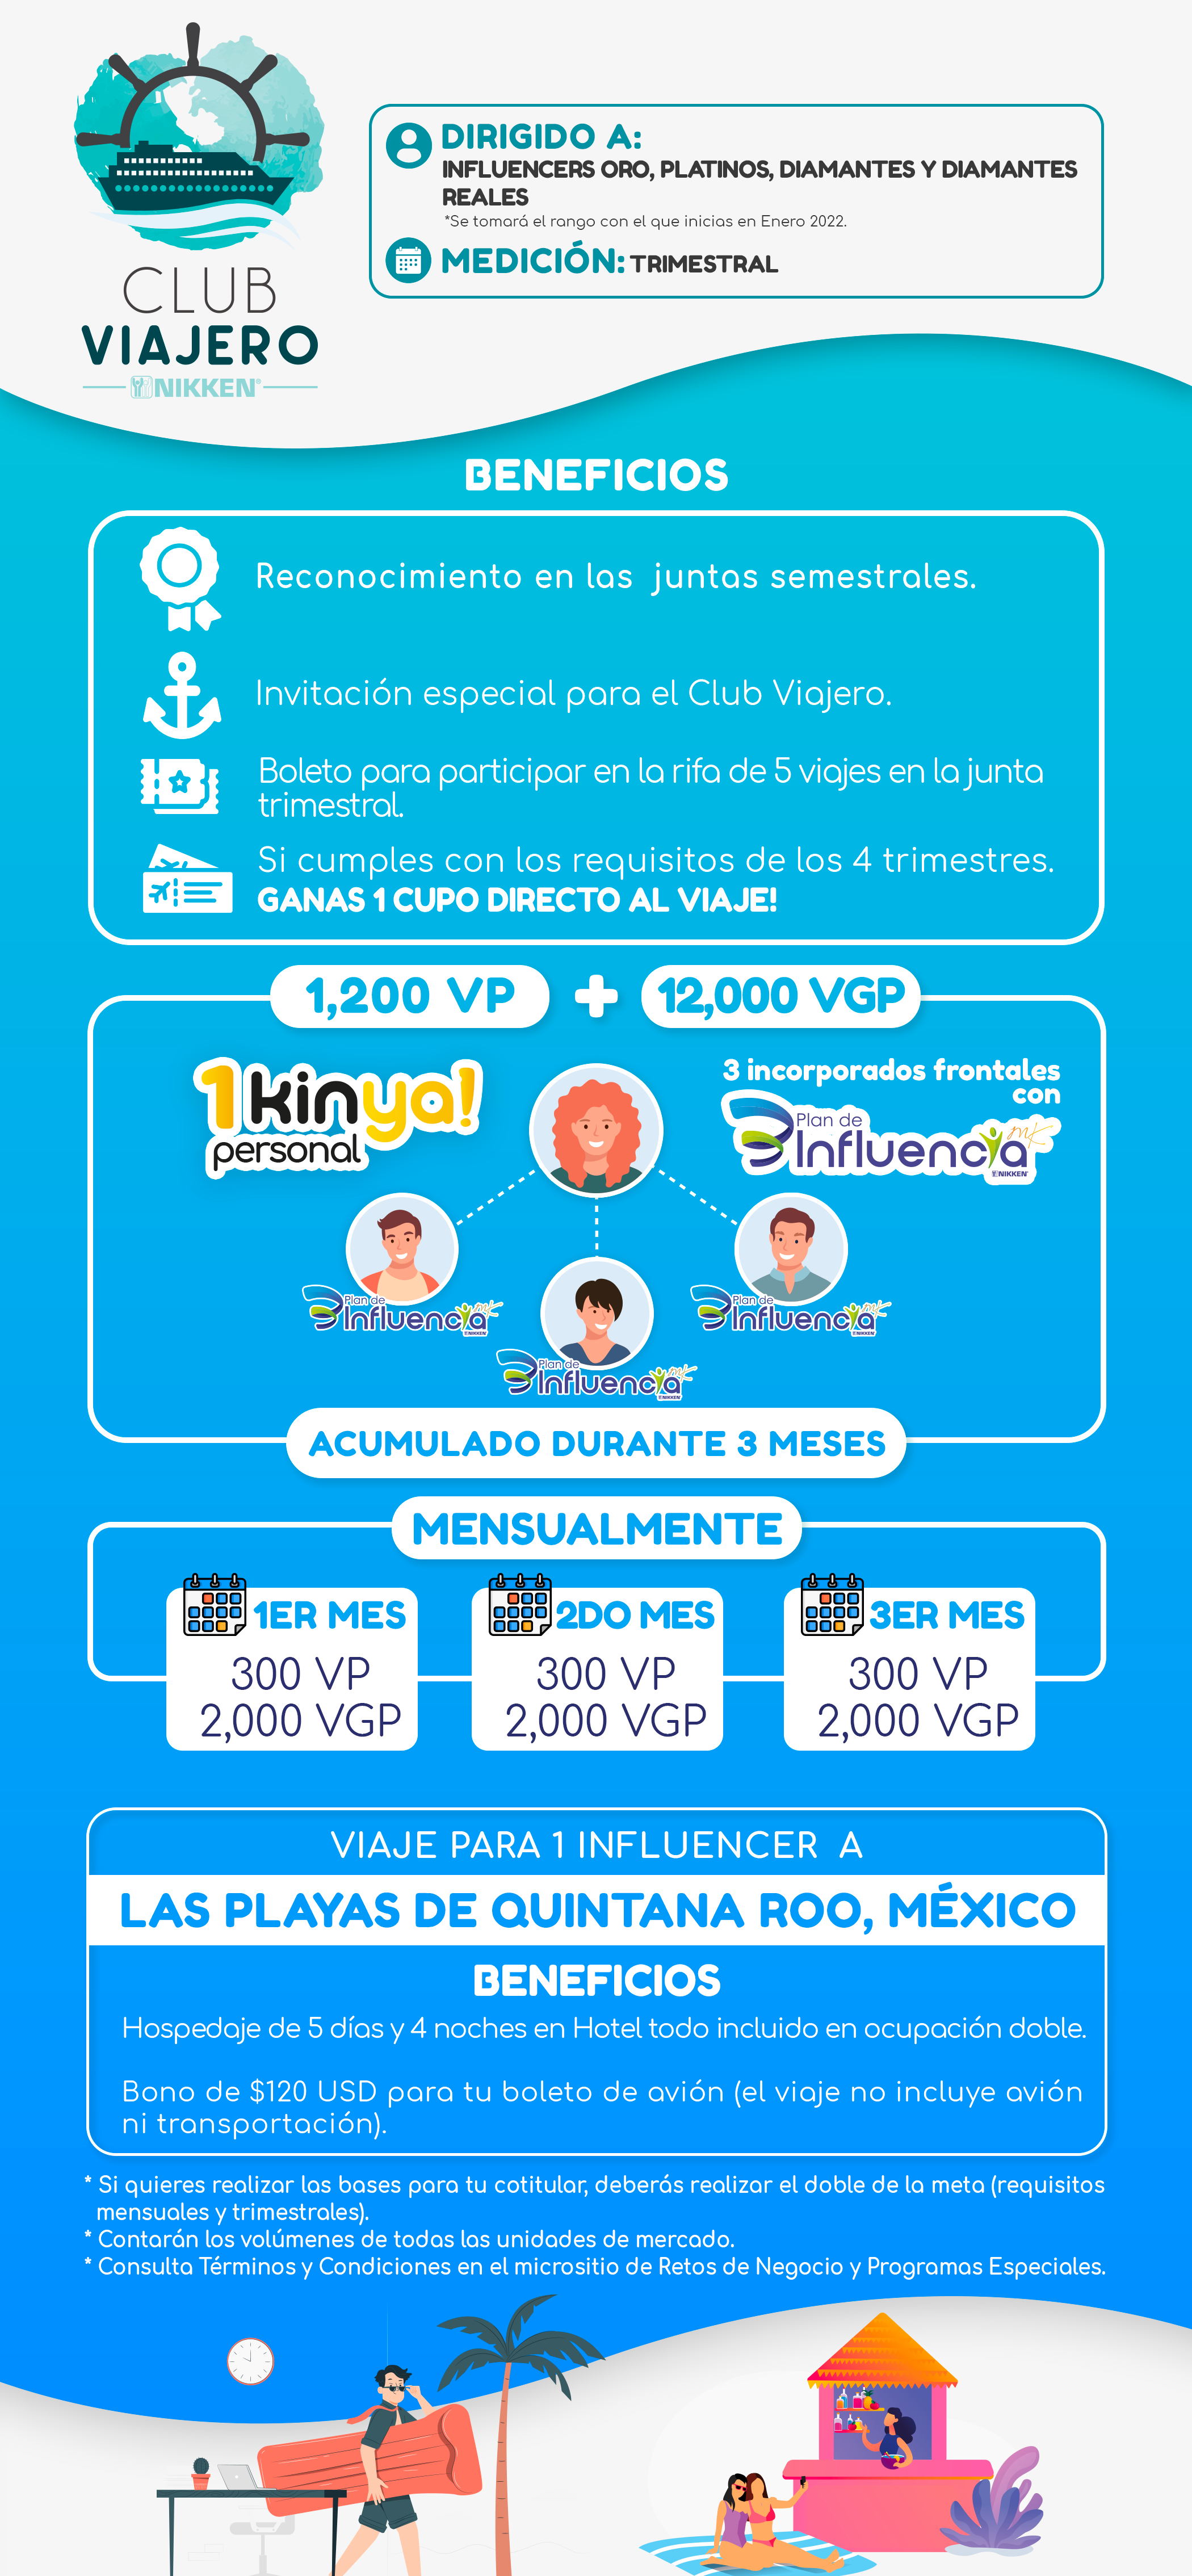 CLUB
VIAJERO
NIKKEN®
DIRIGIDO A:
INFLUENCERS ORO, PLATINOS, DIAMANTES Y DIAMANTES
REALES
*Se tomará el rango con el que inicias en Enero 2022.
MEDICIÓN: TRIMESTRAL
BENEFICIOS
Reconocimiento en las juntas semestrales.
Invitación especial para el Club Viajero.
Boleto para participar en la rifa de 5 viajes en la junta
trimestral.
Si cumples con los requisitos de los 4 trimestres.
GANAS 1 CUPO DIRECTO AL VIAJE!
1,200 VP + 12,000 VGP
1kinya!
personal
3 incorporados frontales
con
Plan de
Influencia
MK
NIKKEN
Plan de
Influencia
MK
NIKKEN
Plan de
Influencia
MK
NIKKEN
Plan de
Influencia
MK
NIKKEN
ACUMULADO DURANTE 3 MESES
MENSUALMENTE
1ER MES
300 VP
2,000 VGP
2DO MES
300 VP
2,000 VGP
3ER MES
300 VP
2,000 VGP
VIAJE PARA 1 INFLUENCER A
LAS PLAYAS DE QUINTANA ROO, MÉXICO
BENEFICIOS
Hospedaje de 5 días y 4 noches en Hotel todo incluido en ocupación doble.
Bono de $120 USD para tu boleto de avión (el viaje no incluye avión
ni transportación).
* Si quieres realizar las bases para tu cotitular, deberás realizar el doble de la meta (requisitos
mensuales y trimestrales).
* Contarán los volúmenes de todas las unidades de mercado.
* Consulta Términos y Condiciones en el micrositio de Retos de Negocio y Programas Especiales.